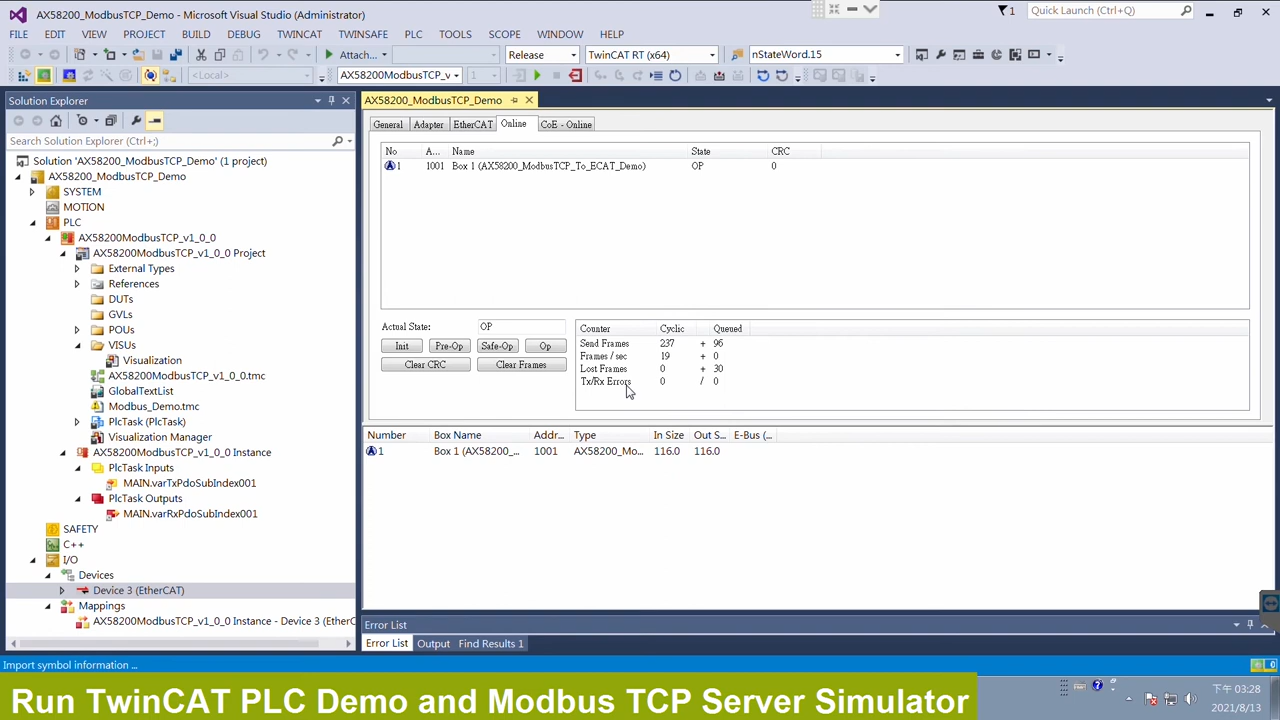 AX58200_ModbusTCP_Demo - Microsoft Visual Studio (Administrator)
1
Quick Launch (Ctrl+Q)
FILE EDIT VIEW PROJECT BUILD DEBUG TWINCAT TWINSAFE PLC TOOLS SCOPE WINDOW HELP
Attach... Release TwinCAT RT (x64) nStateWord.15
<Local> AX58200ModbusTCP_v 1
Solution Explorer
Search Solution Explorer (Ctrl+;)
Solution 'AX58200_ModbusTCP_Demo' (1 project)
AX58200_ModbusTCP_Demo
SYSTEM
MOTION
PLC
AX58200ModbusTCP_v1_0_0
AX58200ModbusTCP_v1_0_0 Project
External Types
References
DUTs
GVLs
POUs
VISUs
Visualization
AX58200ModbusTCP_v1_0_0.tmc
GlobalTextList
Modbus_Demo.tmc
PlcTask (PlcTask)
Visualization Manager
AX58200ModbusTCP_v1_0_0 Instance
PlcTask Inputs
MAIN.varTxPdoSubIndex001
PlcTask Outputs
MAIN.varRxPdoSubIndex001
SAFETY
C++
I/O
Devices
Device 3 (EtherCAT)
Mappings
AX58200ModbusTCP_v1_0_0 Instance - Device 3 (EtherC
AX58200_ModbusTCP_Demo
General Adapter EtherCAT Online CoE - Online
No A... Name State CRC
1 1001 Box 1 (AX58200_ModbusTCP_To_ECAT_Demo) OP 0
Actual State: OP
Init Pre-Op Safe-Op Op
Clear CRC Clear Frames
Counter Cyclic Queued
Send Frames 237 + 96
Frames / sec 19 + 0
Lost Frames 0 + 30
Tx/Rx Errors 0 / 0
Number Box Name Addr... Type In Size Out S... E-Bus (...
1 Box 1 (AX58200_... 1001 AX58200_Mo... 116.0 116.0
Error List
Error List Output Find Results 1
Import symbol information ...
0
Run TwinCAT PLC Demo and Modbus TCP Server Simulator
下午 03:28
2021/8/13